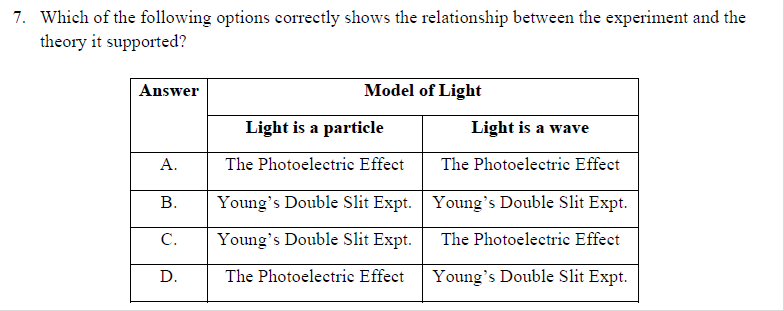 7. Which of the following options correctly shows the relationship between the experiment and the
theory it supported?
Answer Model of Light
Light is a particle Light is a wave
A. The Photoelectric Effect The Photoelectric Effect
B. Young's Double Slit Expt. Young's Double Slit Expt.
C. Young's Double Slit Expt. The Photoelectric Effect
D. The Photoelectric Effect Young's Double Slit Expt.